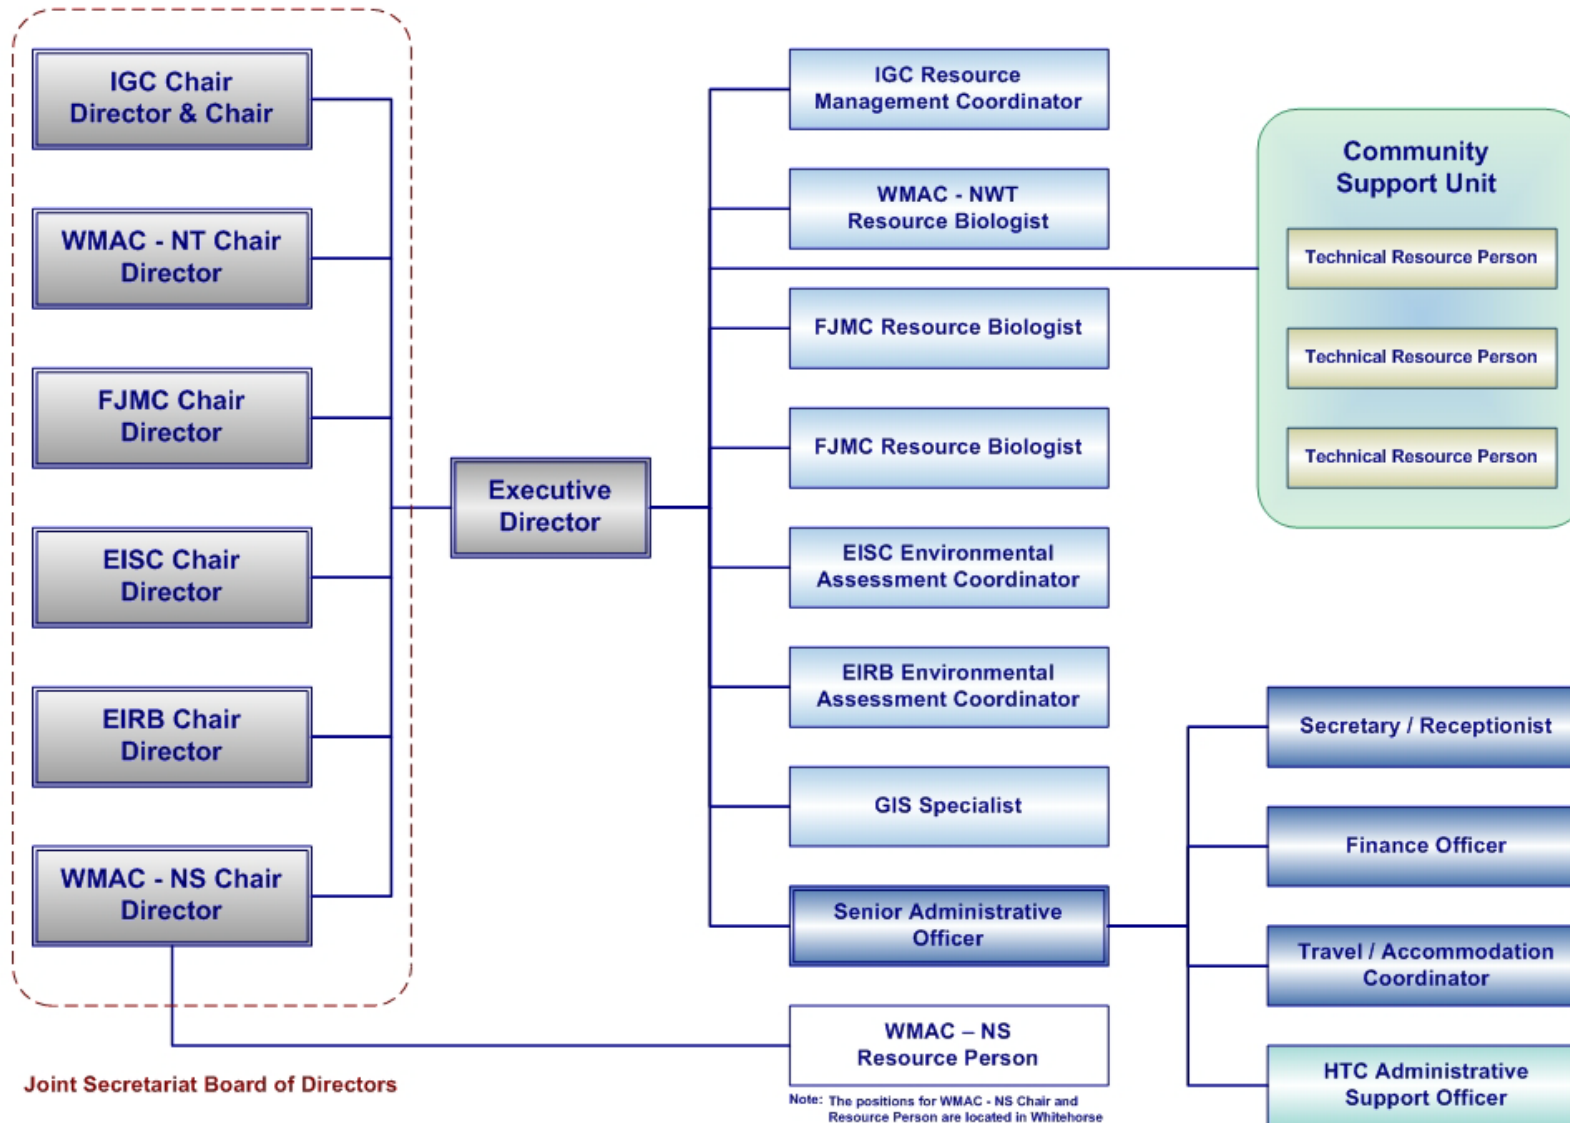 IGC Chair
Director & Chair
WMAC - NT Chair
Director
FJMC Chair
Director
EISC Chair
Director
EIRB Chair
Director
WMAC - NS Chair
Director
Joint Secretariat Board of Directors
Executive
Director
IGC Resource
Management Coordinator
WMAC - NWT
Resource Biologist
FJMC Resource Biologist
FJMC Resource Biologist
EISC Environmental
Assessment Coordinator
EIRB Environmental
Assessment Coordinator
GIS Specialist
Senior Administrative
Officer
WMAC – NS
Resource Person
Note: The positions for WMAC - NS Chair and
Resource Person are located in Whitehorse
Community
Support Unit
Technical Resource Person
Technical Resource Person
Technical Resource Person
Secretary / Receptionist
Finance Officer
Travel / Accommodation
Coordinator
HTC Administrative
Support Officer